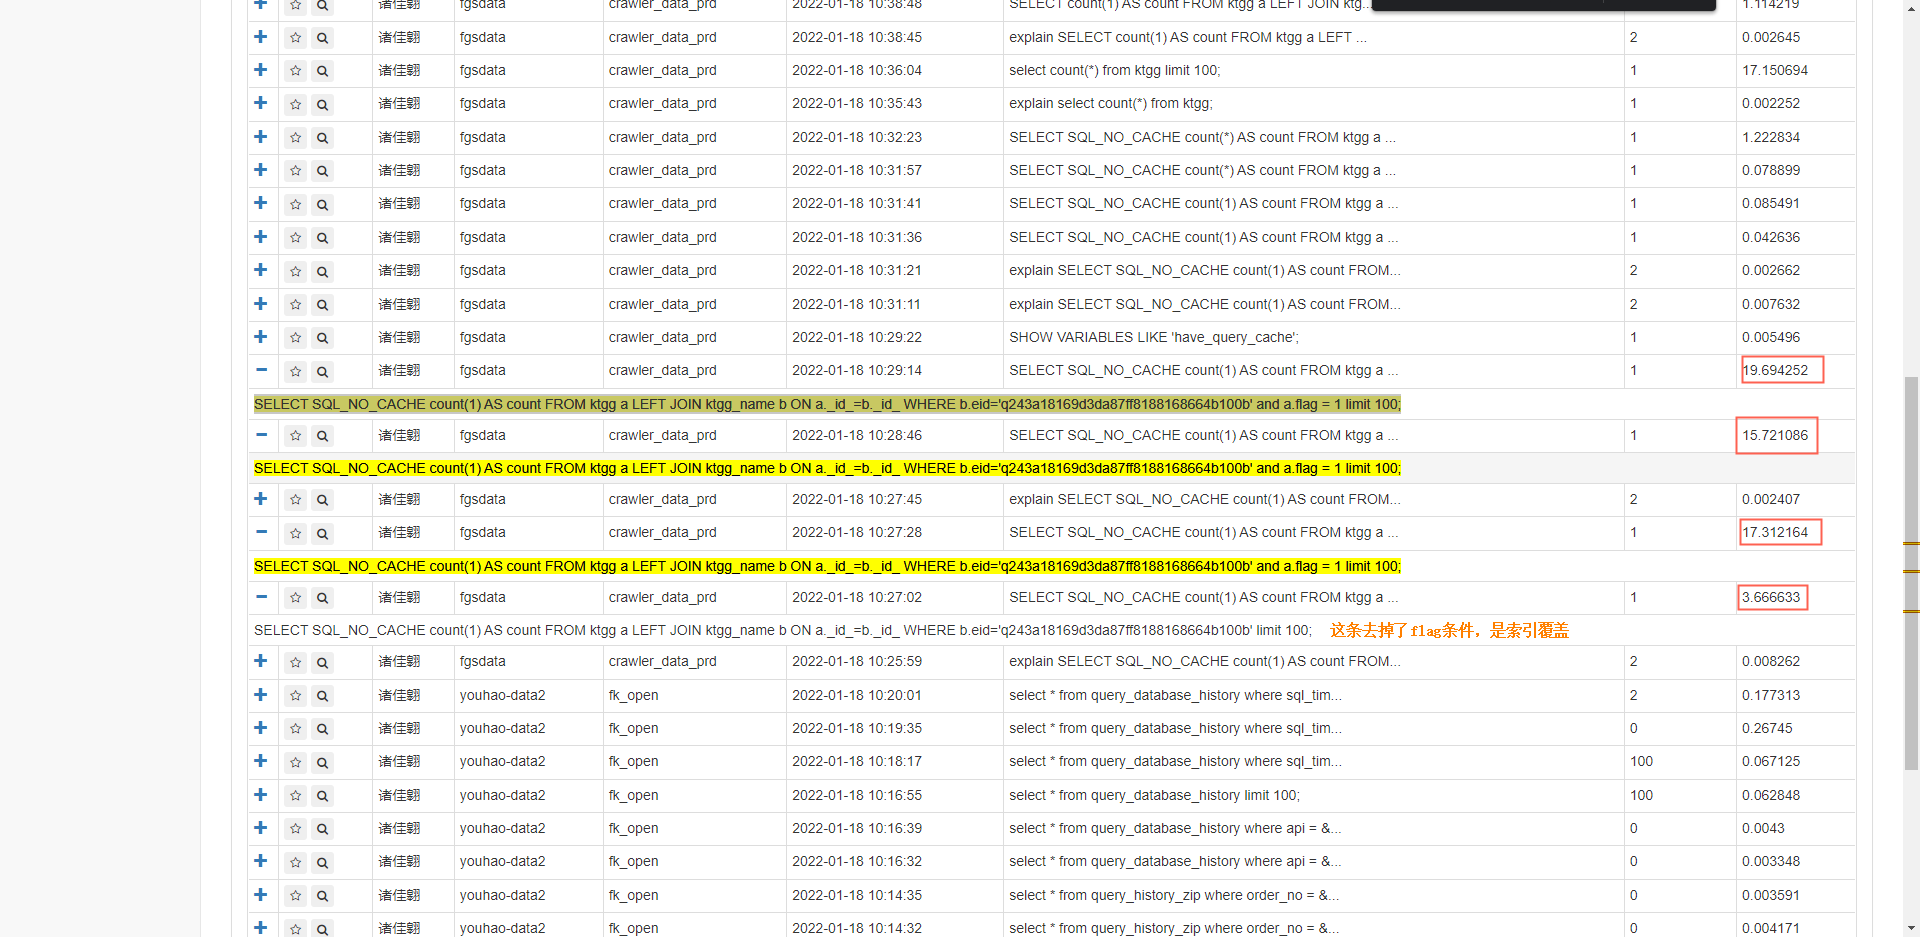 诸佳翺 fgsdata crawler_data_prd 2022-01-18 10:38:48 SELECT count(1) AS count FROM ktgg a LEFT JOIN ktg... 1.114219
诸佳翺 fgsdata crawler_data_prd 2022-01-18 10:38:45 explain SELECT count(1) AS count FROM ktgg a LEFT ... 2 0.002645
诸佳翺 fgsdata crawler_data_prd 2022-01-18 10:36:04 select count(*) from ktgg limit 100; 1 17.150694
诸佳翺 fgsdata crawler_data_prd 2022-01-18 10:35:43 explain select count(*) from ktgg; 1 0.002252
诸佳翺 fgsdata crawler_data_prd 2022-01-18 10:32:23 SELECT SQL_NO_CACHE count(*) AS count FROM ktgg a ... 1 1.222834
诸佳翺 fgsdata crawler_data_prd 2022-01-18 10:31:57 SELECT SQL_NO_CACHE count(*) AS count FROM ktgg a ... 1 0.078899
诸佳翺 fgsdata crawler_data_prd 2022-01-18 10:31:41 SELECT SQL_NO_CACHE count(1) AS count FROM ktgg a ... 1 0.085491
诸佳翺 fgsdata crawler_data_prd 2022-01-18 10:31:36 SELECT SQL_NO_CACHE count(1) AS count FROM ktgg a ... 1 0.042636
诸佳翺 fgsdata crawler_data_prd 2022-01-18 10:31:21 explain SELECT SQL_NO_CACHE count(1) AS count FROM... 2 0.002662
诸佳翺 fgsdata crawler_data_prd 2022-01-18 10:31:11 explain SELECT SQL_NO_CACHE count(1) AS count FROM... 2 0.007632
诸佳翺 fgsdata crawler_data_prd 2022-01-18 10:29:22 SHOW VARIABLES LIKE 'have_query_cache'; 1 0.005496
诸佳翺 fgsdata crawler_data_prd 2022-01-18 10:29:14 SELECT SQL_NO_CACHE count(1) AS count FROM ktgg a ... 1 19.694252
SELECT SQL_NO_CACHE count(1) AS count FROM ktgg a LEFT JOIN ktgg_name b ON a._id_=b._id_ WHERE b.eid='q243a18169d3da87ff8188168664b100b' and a.flag = 1 limit 100;
诸佳翺 fgsdata crawler_data_prd 2022-01-18 10:28:46 SELECT SQL_NO_CACHE count(1) AS count FROM ktgg a ... 1 15.721086
SELECT SQL_NO_CACHE count(1) AS count FROM ktgg a LEFT JOIN ktgg_name b ON a._id_=b._id_ WHERE b.eid='q243a18169d3da87ff8188168664b100b' and a.flag = 1 limit 100;
诸佳翺 fgsdata crawler_data_prd 2022-01-18 10:27:45 explain SELECT SQL_NO_CACHE count(1) AS count FROM... 2 0.002407
诸佳翺 fgsdata crawler_data_prd 2022-01-18 10:27:28 SELECT SQL_NO_CACHE count(1) AS count FROM ktgg a ... 1 17.312164
SELECT SQL_NO_CACHE count(1) AS count FROM ktgg a LEFT JOIN ktgg_name b ON a._id_=b._id_ WHERE b.eid='q243a18169d3da87ff8188168664b100b' and a.flag = 1 limit 100;
诸佳翺 fgsdata crawler_data_prd 2022-01-18 10:27:02 SELECT SQL_NO_CACHE count(1) AS count FROM ktgg a ... 1 3.666633
SELECT SQL_NO_CACHE count(1) AS count FROM ktgg a LEFT JOIN ktgg_name b ON a._id_=b._id_ WHERE b.eid='q243a18169d3da87ff8188168664b100b' limit 100; 这条去掉了flag条件，是索引覆盖
诸佳翺 fgsdata crawler_data_prd 2022-01-18 10:25:59 explain SELECT SQL_NO_CACHE count(1) AS count FROM... 2 0.008262
诸佳翺 youhao-data2 fk_open 2022-01-18 10:20:01 select * from query_database_history where sql_tim... 2 0.177313
诸佳翺 youhao-data2 fk_open 2022-01-18 10:19:35 select * from query_database_history where sql_tim... 0 0.26745
诸佳翺 youhao-data2 fk_open 2022-01-18 10:18:17 select * from query_database_history where sql_tim... 100 0.067125
诸佳翺 youhao-data2 fk_open 2022-01-18 10:16:55 select * from query_database_history limit 100; 100 0.062848
诸佳翺 youhao-data2 fk_open 2022-01-18 10:16:39 select * from query_database_history where api = &... 0 0.0043
诸佳翺 youhao-data2 fk_open 2022-01-18 10:16:32 select * from query_database_history where api = &... 0 0.003348
诸佳翺 youhao-data2 fk_open 2022-01-18 10:14:35 select * from query_history_zip where order_no = &... 0 0.003591
诸佳翺 youhao-data2 fk_open 2022-01-18 10:14:32 select * from query_history_zip where order_no = &... 0 0.004171